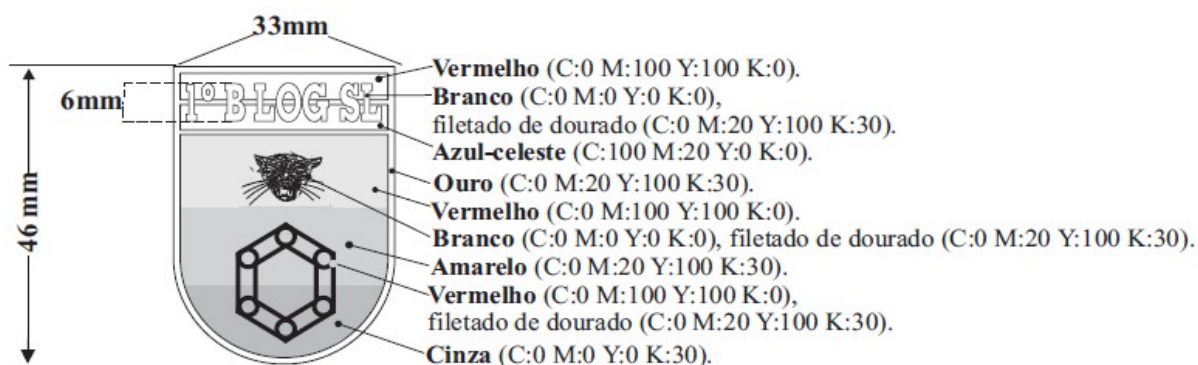 33mm
6mm
46 mm
1º B LOG SL
Vermelho (C:0 M:100 Y:100 K:0).
Branco (C:0 M:0 Y:0 K:0),
filetado de dourado (C:0 M:20 Y:100 K:30).
Azul-celeste (C:100 M:20 Y:0 K:0).
Ouro (C:0 M:20 Y:100 K:30).
Vermelho (C:0 M:100 Y:100 K:0).
Branco (C:0 M:0 Y:0 K:0), filetado de dourado (C:0 M:20 Y:100 K:30).
Amarelo (C:0 M:20 Y:100 K:30).
Vermelho (C:0 M:100 Y:100 K:0),
filetado de dourado (C:0 M:20 Y:100 K:30).
Cinza (C:0 M:0 Y:0 K:30).